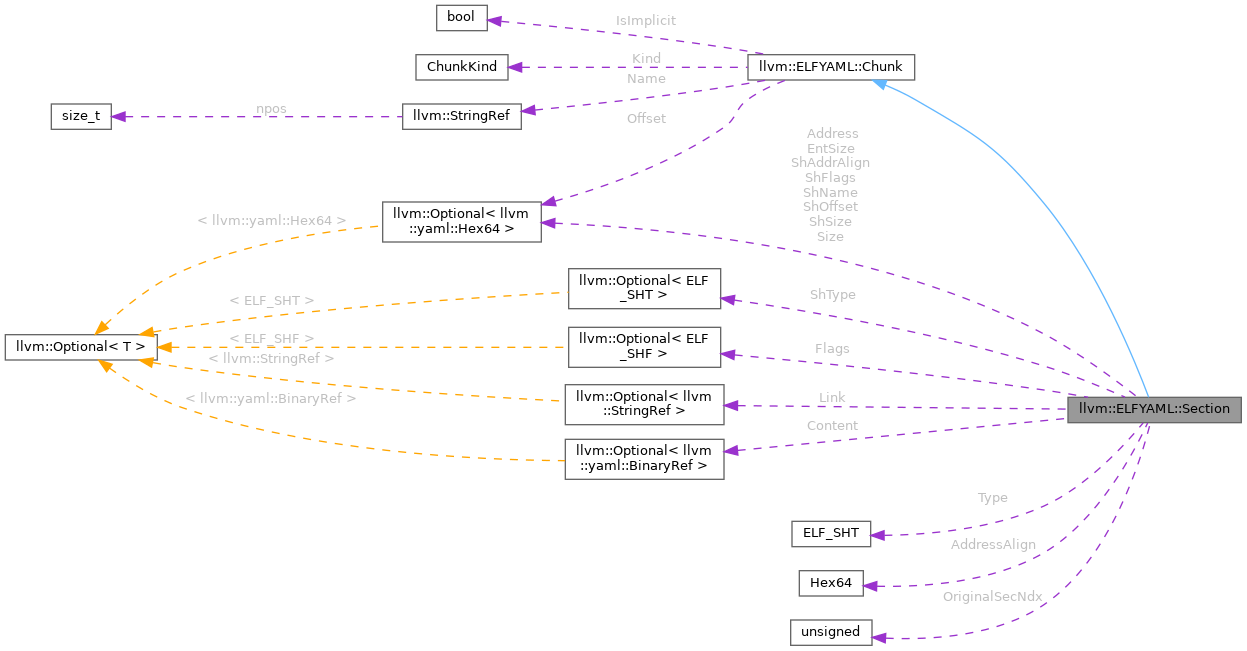 bool
IsImplicit
ChunkKind
Kind
llvm::ELFYAML::Chunk
Name
size_t
npos
llvm::StringRef
Offset
Address
EntSize
ShAddrAlign
ShFlags
ShName
ShOffset
ShSize
Size
< llvm::yaml::Hex64 >
llvm::Optional< llvm
::yaml::Hex64 >
< ELF_SHT >
llvm::Optional< ELF
_SHT >
ShType
llvm::Optional< T >
< ELF_SHF >
llvm::Optional< ELF
_SHF >
Flags
< llvm::StringRef >
llvm::Optional< llvm
::StringRef >
Link
llvm::ELFYAML::Section
< llvm::yaml::BinaryRef >
llvm::Optional< llvm
::yaml::BinaryRef >
Content
Type
ELF_SHT
AddressAlign
Hex64
OriginalSecNdx
unsigned